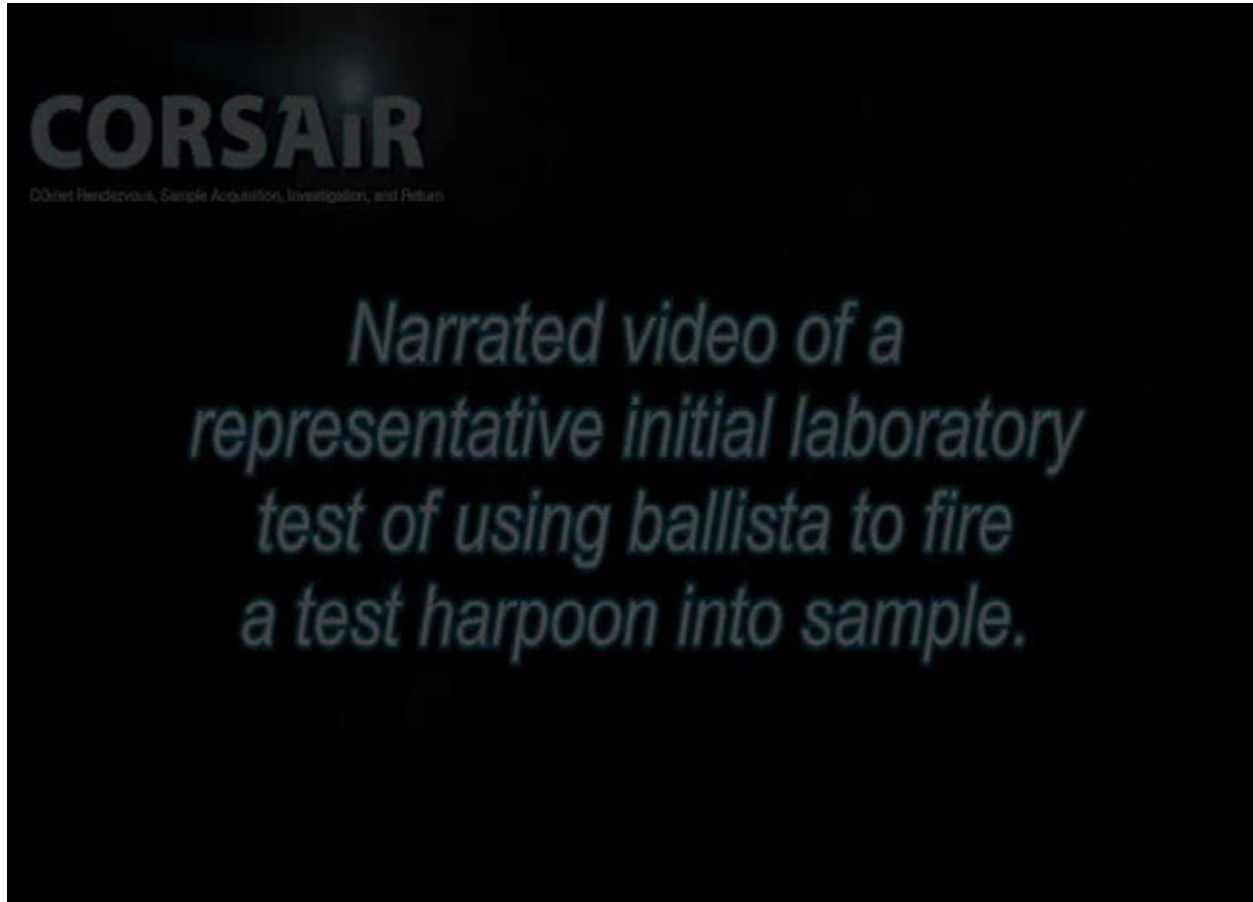 CORSAiR
COmet Rendezvous, Sample Acquisition, Investigation, and Return
Narrated video of a
representative initial laboratory
test of using ballista to fire
a test harpoon into sample.